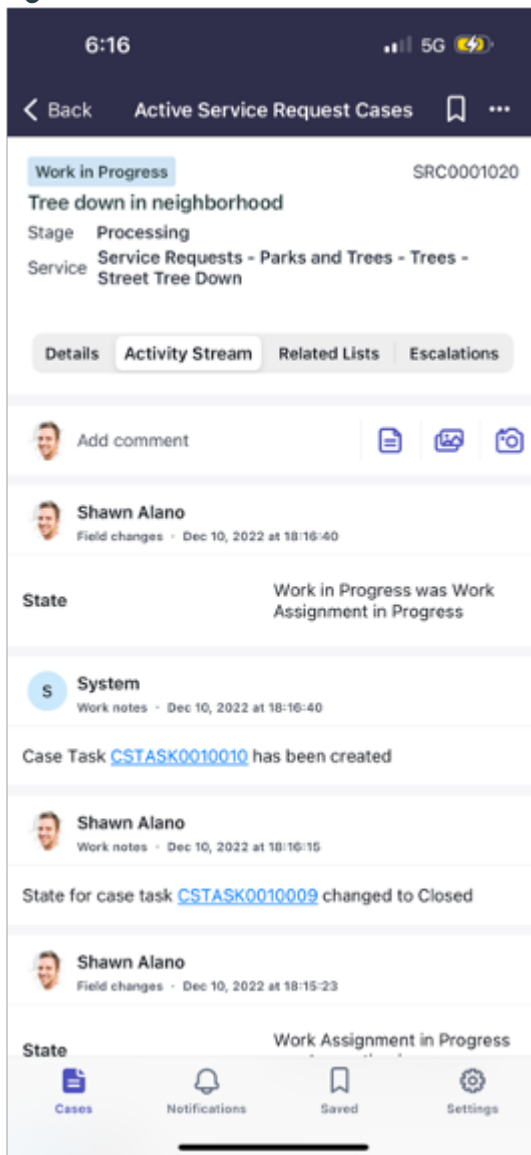 6:16
5G
Back
Active Service Request Cases
Work in Progress
SRC0001020
Tree down in neighborhood
Stage Processing
Service Service Requests - Parks and Trees - Trees -
Street Tree Down
Details Activity Stream Related Lists Escalations
Add comment
Shawn Alano
Field changes · Dec 10, 2022 at 18:16:40
State
Work in Progress was Work
Assignment in Progress
S
System
Work notes · Dec 10, 2022 at 18:16:40
Case Task CSTASK0010010 has been created
Shawn Alano
Work notes · Dec 10, 2022 at 18:16:15
State for case task CSTASK0010009 changed to Closed
Shawn Alano
Field changes · Dec 10, 2022 at 18:15:23
State
Work Assignment in Progress
Cases Notifications Saved Settings